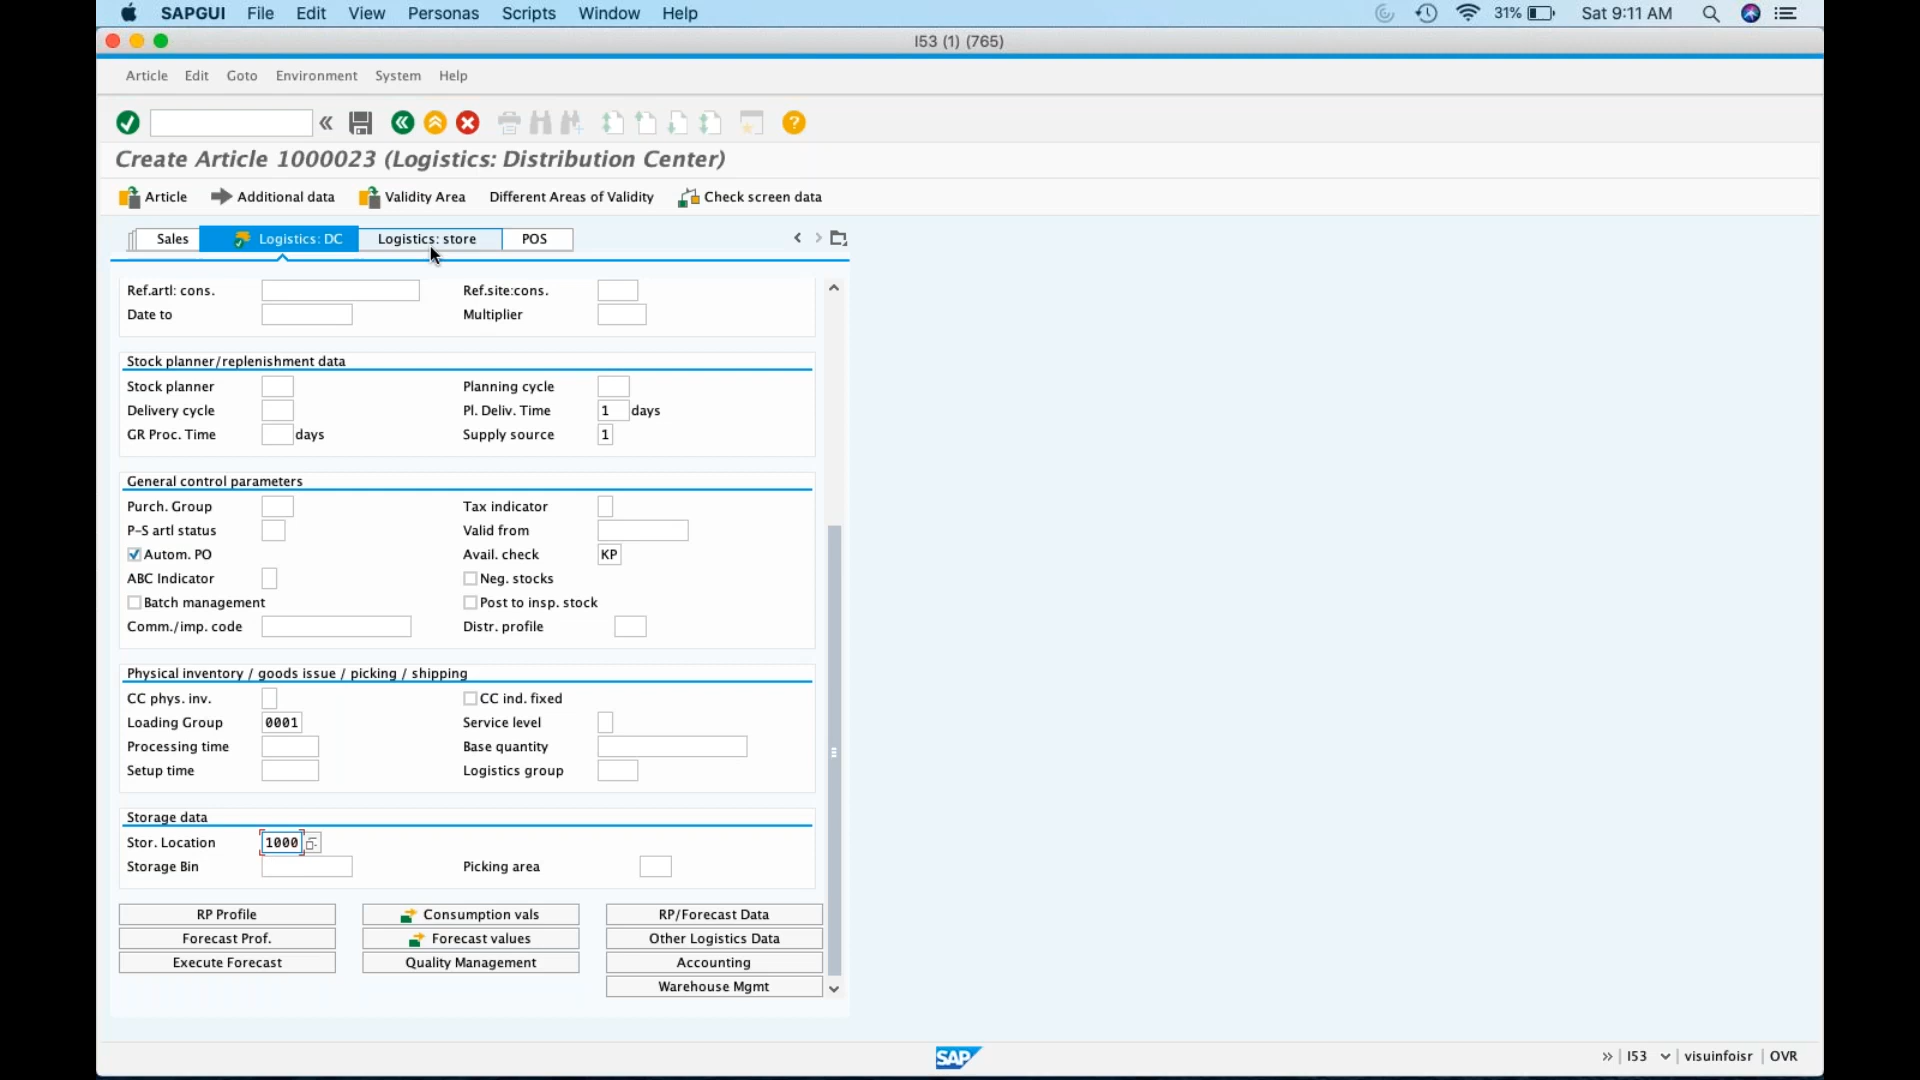 SAPGUI File Edit View Personas Scripts Window Help 31% Sat 9:11 AM
I53 (1) (765)
Article Edit Goto Environment System Help
Create Article 1000023 (Logistics: Distribution Center)
Article Additional data Validity Area Different Areas of Validity Check screen data
Sales Logistics: DC Logistics: store POS
Ref.artl: cons. Ref.site:cons.
Date to Multiplier
Stock planner/replenishment data
Stock planner Planning cycle
Delivery cycle Pl. Deliv. Time 1 days
GR Proc. Time days Supply source 1
General control parameters
Purch. Group Tax indicator
P-S artl status Valid from
Autom. PO Avail. check KP
ABC Indicator Neg. stocks
Batch management Post to insp. stock
Comm./imp. code Distr. profile
Physical inventory / goods issue / picking / shipping
CC phys. inv. CC ind. fixed
Loading Group 0001 Service level
Processing time Base quantity
Setup time Logistics group
Storage data
Stor. Location 1000
Storage Bin Picking area
RP Profile Consumption vals RP/Forecast Data
Forecast Prof. Forecast values Other Logistics Data
Execute Forecast Quality Management Accounting
Warehouse Mgmt
SAP I53 visuinfoisr OVR